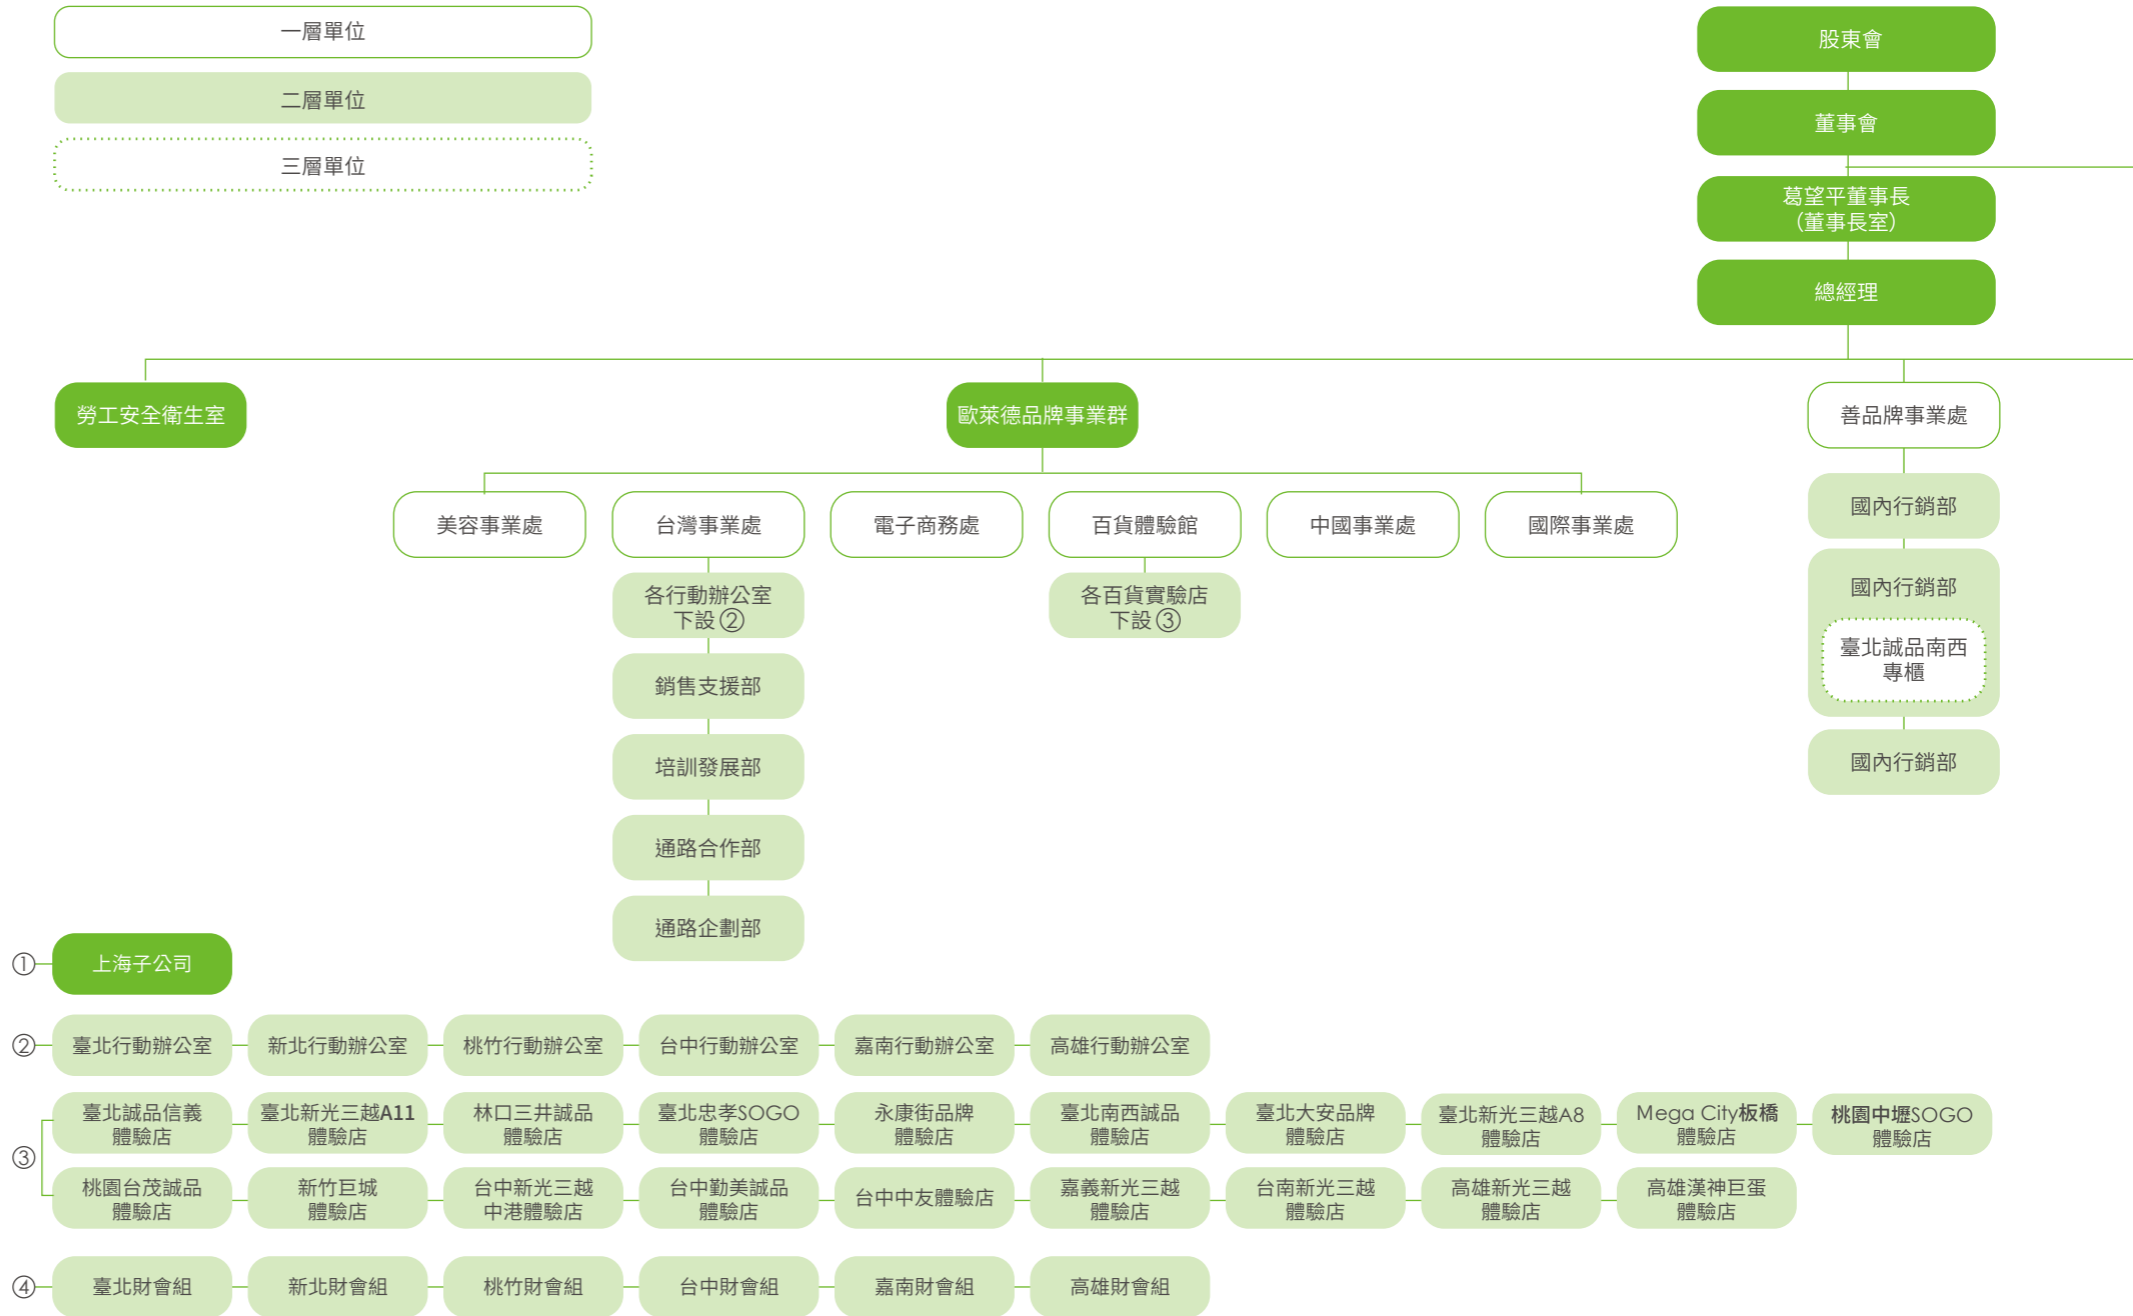 一層單位
二層單位
三層單位
股東會
董事會
葛望平董事長
(董事長室)
總經理
勞工安全衛生室
歐萊德品牌事業群
善品牌事業處
美容事業處
台灣事業處
電子商務處
百貨體驗館
中國事業處
國際事業處
各行動辦公室
下設②
銷售支援部
培訓發展部
通路合作部
通路企劃部
各百貨實驗店
下設③
國內行銷部
國內行銷部
臺北誠品南西
專櫃
國內行銷部
①
上海子公司
②
臺北行動辦公室
新北行動辦公室
桃竹行動辦公室
台中行動辦公室
嘉南行動辦公室
高雄行動辦公室
③
臺北誠品信義
體驗店
臺北新光三越A11
體驗店
林口三井誠品
體驗店
臺北忠孝SOGO
體驗店
永康街品牌
體驗店
臺北南西誠品
體驗店
臺北大安品牌
體驗店
臺北新光三越A8
體驗店
Mega City板橋
體驗店
桃園中壢SOGO
體驗店
桃園台茂誠品
體驗店
新竹巨城
體驗店
台中新光三越
中港體驗店
台中勤美誠品
體驗店
台中中友體驗店
嘉義新光三越
體驗店
台南新光三越
體驗店
高雄新光三越
體驗店
高雄漢神巨蛋
體驗店
④
臺北財會組
新北財會組
桃竹財會組
台中財會組
嘉南財會組
高雄財會組